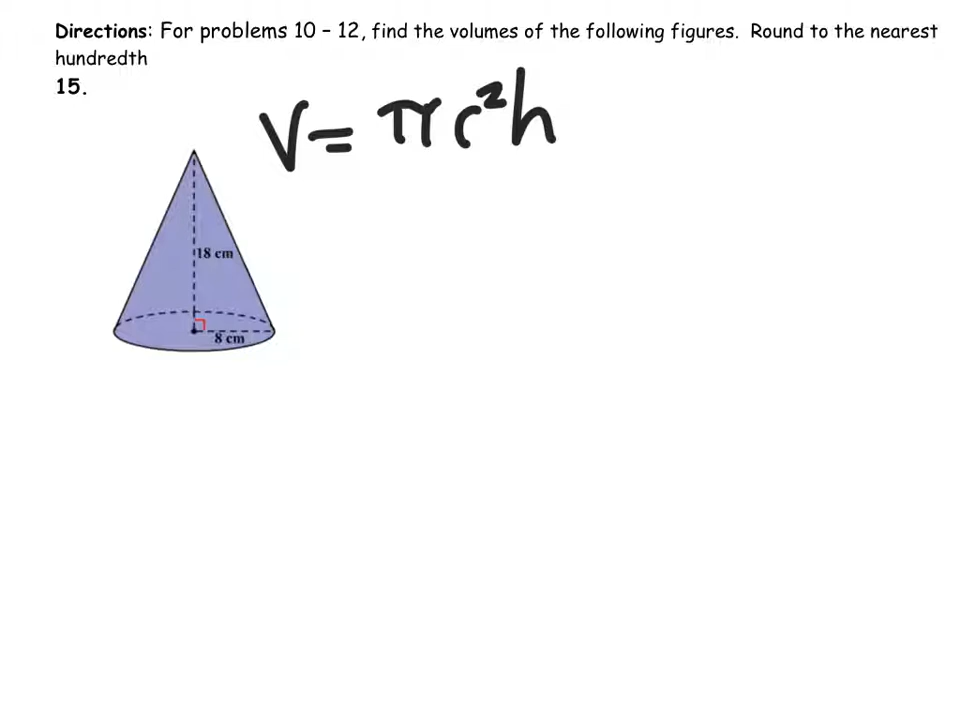 Directions: For problems 10 – 12, find the volumes of the following figures. Round to the nearest
hundredth
15.
V = πr²h
18 cm
8 cm